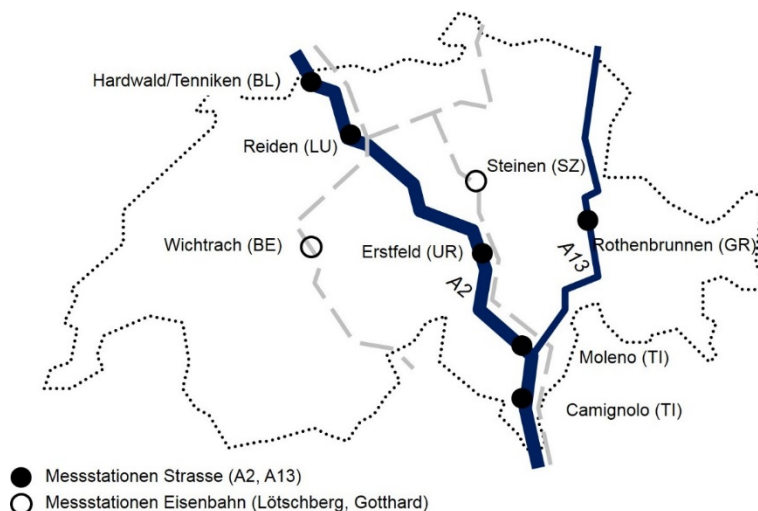 Hardwald/Tenniken (BL)
Reiden (LU)
Steinen (SZ)
Wichtrach (BE)
Erstfeld (UR)
Rothenbrunnen (GR)
A2
A13
Moleno (TI)
Camignolo (TI)
Messstationen Strasse (A2, A13)
Messstationen Eisenbahn (Lötschberg, Gotthard)